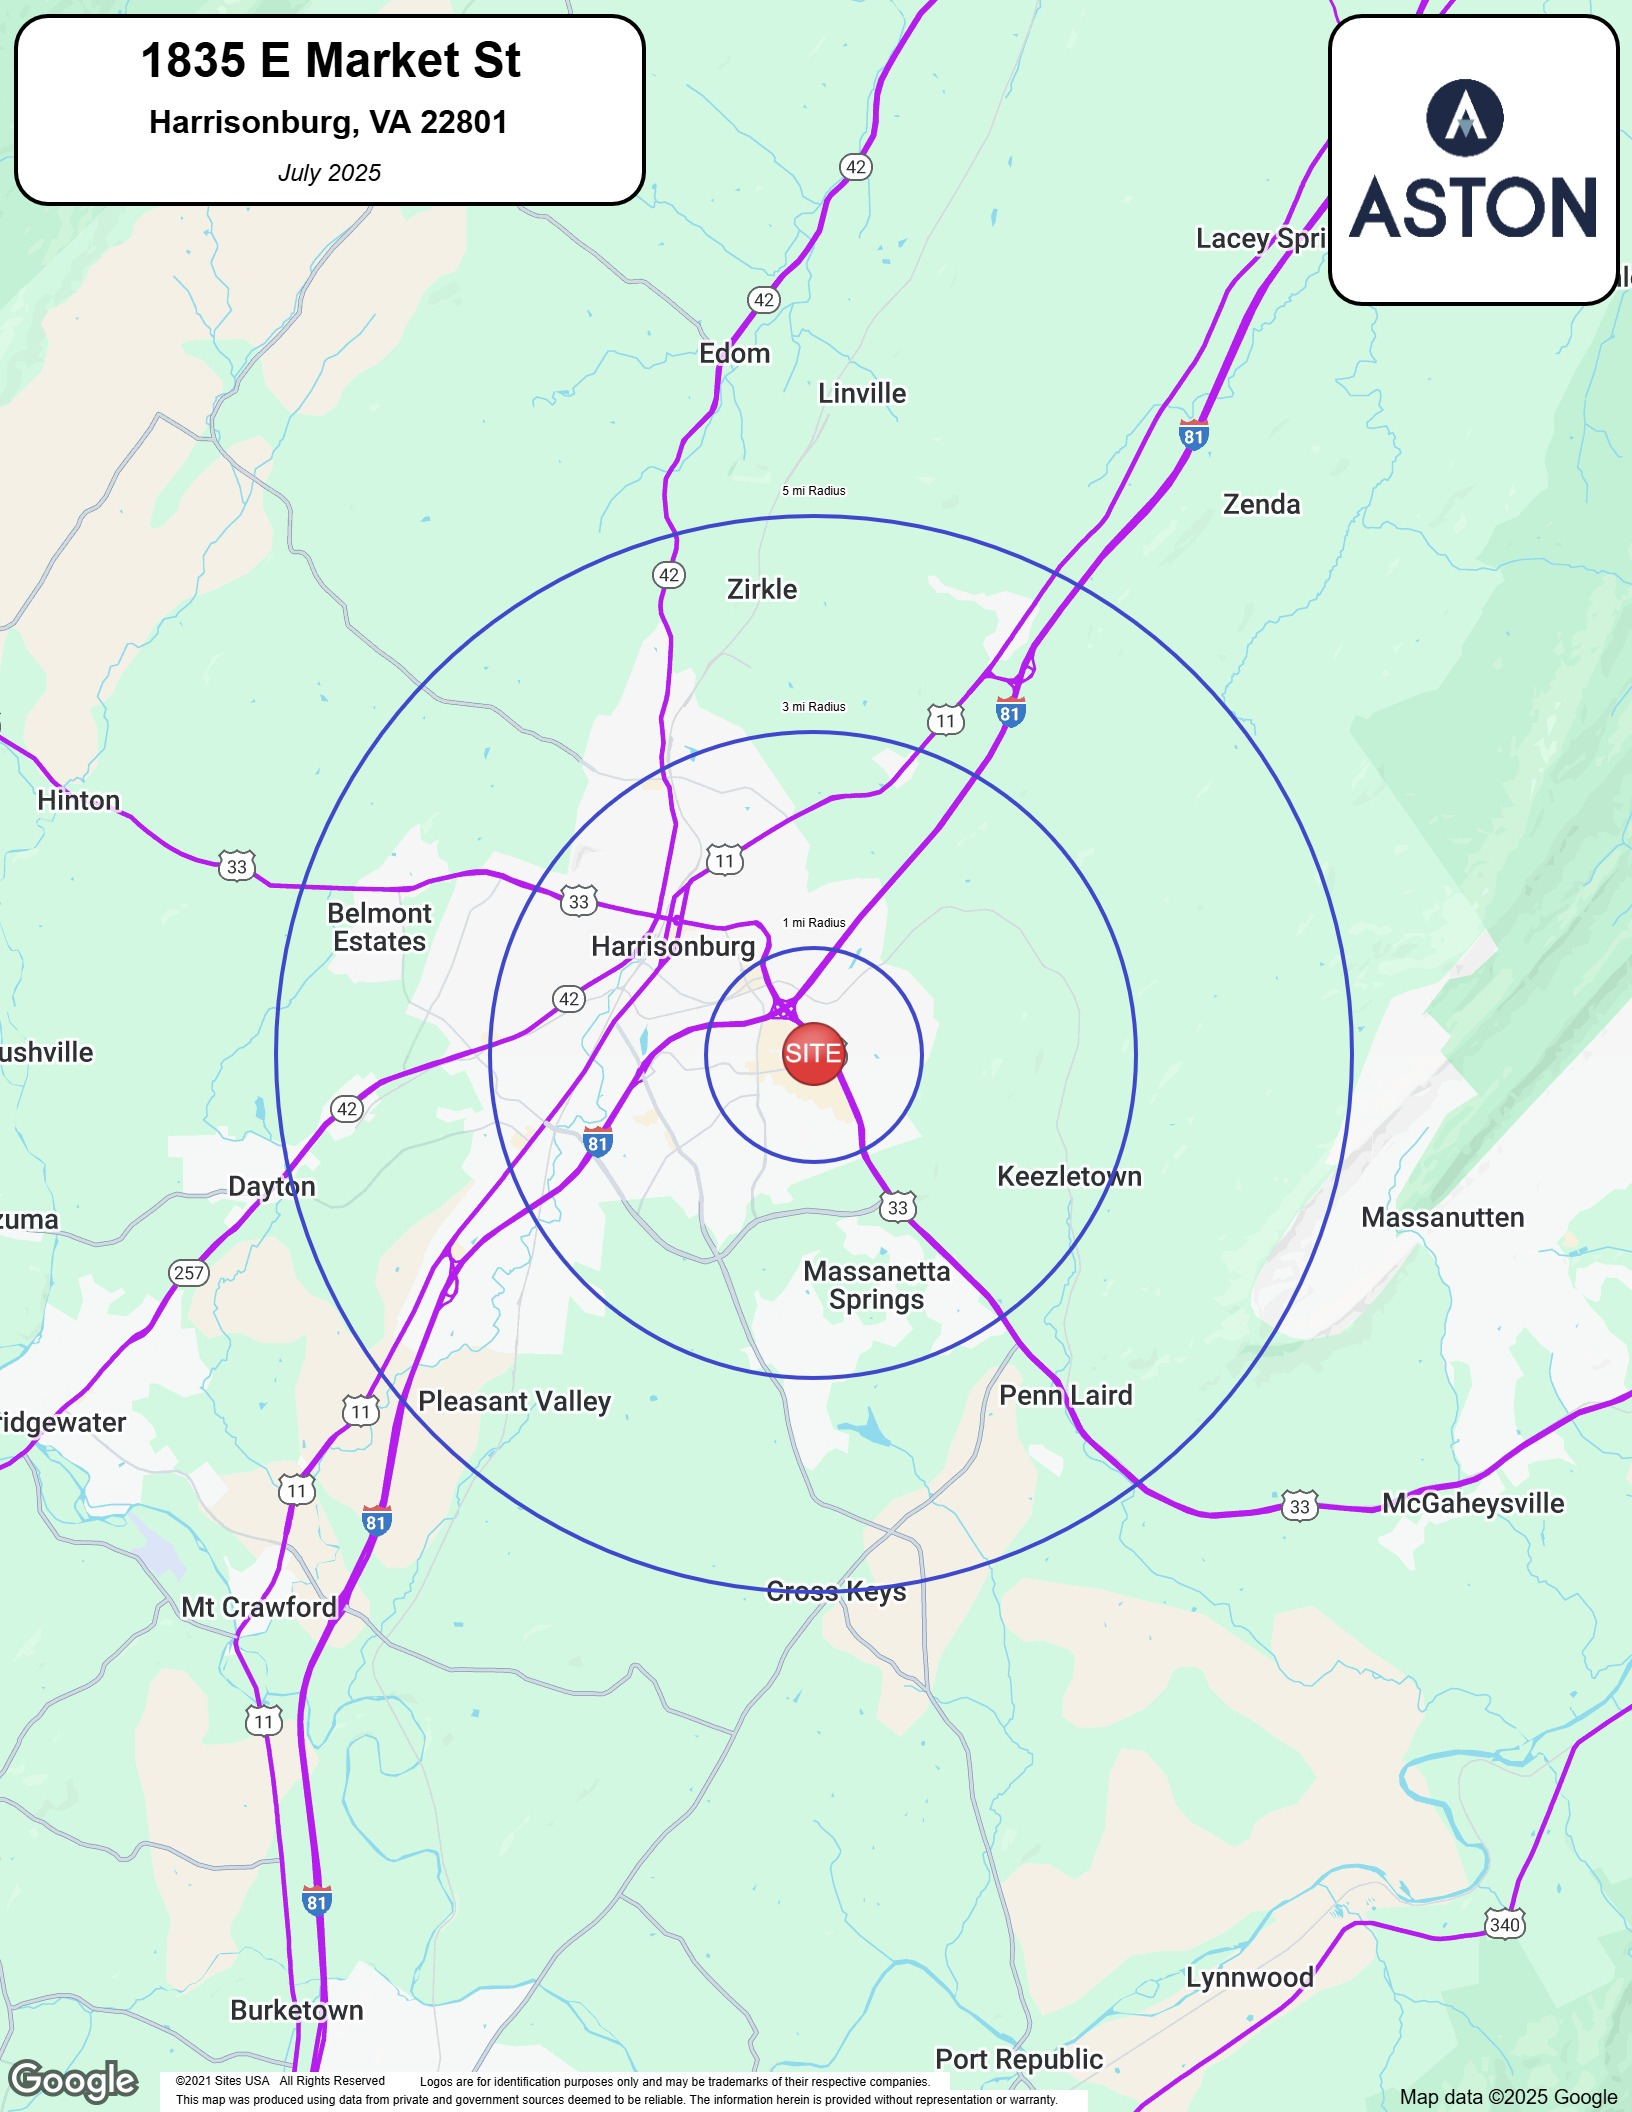 1835 E Market St
Harrisonburg, VA 22801
July 2025
ASTON
42
Lacey Spri
42
Edom
Linville
81
5 mi Radius
Zenda
42
Zirkle
3 mi Radius
11
81
Hinton
33
11
33
Belmont
Estates
1 mi Radius
Harrisonburg
42
ushville
SITE
42
81
Keezletown
Dayton
33
zuma
Massanutten
257
Massanetta
Springs
Penn Laird
Pleasant Valley
11
ridgewater
11
33
McGaheysville
81
Cross Keys
Mt Crawford
11
81
340
Lynnwood
Burketown
Port Republic
Google
©2021 Sites USA All Rights Reserved Logos are for identification purposes only and may be trademarks of their respective companies.
This map was produced using data from private and government sources deemed to be reliable. The information herein is provided without representation or warranty.
Map data ©2025 Google